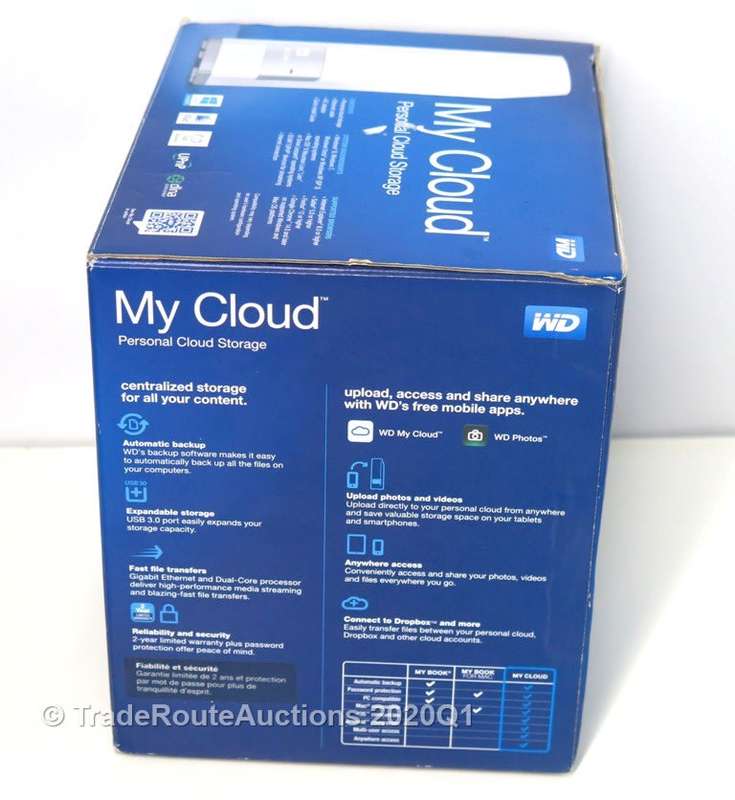 My Cloud™
Personal Cloud Storage
UPnP
dlna
WD
My Cloud™
Personal Cloud Storage
WD
centralized storage
for all your content.
Automatic backup
WD's backup software makes it easy
to automatically back up all the files on
your computers.
USB 3.0
Expandable storage
USB 3.0 port easily expands your
storage capacity.
Fast file transfers
Gigabit Ethernet and Dual-Core processor
deliver high-performance media streaming
and blazing-fast file transfers.
Reliability and security
2-year limited warranty plus password
protection offer peace of mind.
Fiabilité et sécurité
Garantie limitée de 2 ans et protection
par mot de passe pour plus de
tranquillité d'esprit.
upload, access and share anywhere
with WD's free mobile apps.
WD My Cloud™ WD Photos™
Upload photos and videos
Upload directly to your personal cloud from anywhere
and save valuable storage space on your tablets
and smartphones.
Anywhere access
Conveniently access and share your photos, videos
and files everywhere you go.
Connect to Dropbox™ and more
Easily transfer files between your personal cloud,
Dropbox and other cloud accounts.
MY BOOK® MY BOOK FOR MAC MY CLOUD
Automatic backup
Password protection
PC compatible
Mac®
Multi-user access
Anywhere access
© TradeRouteAuctions 2020Q1